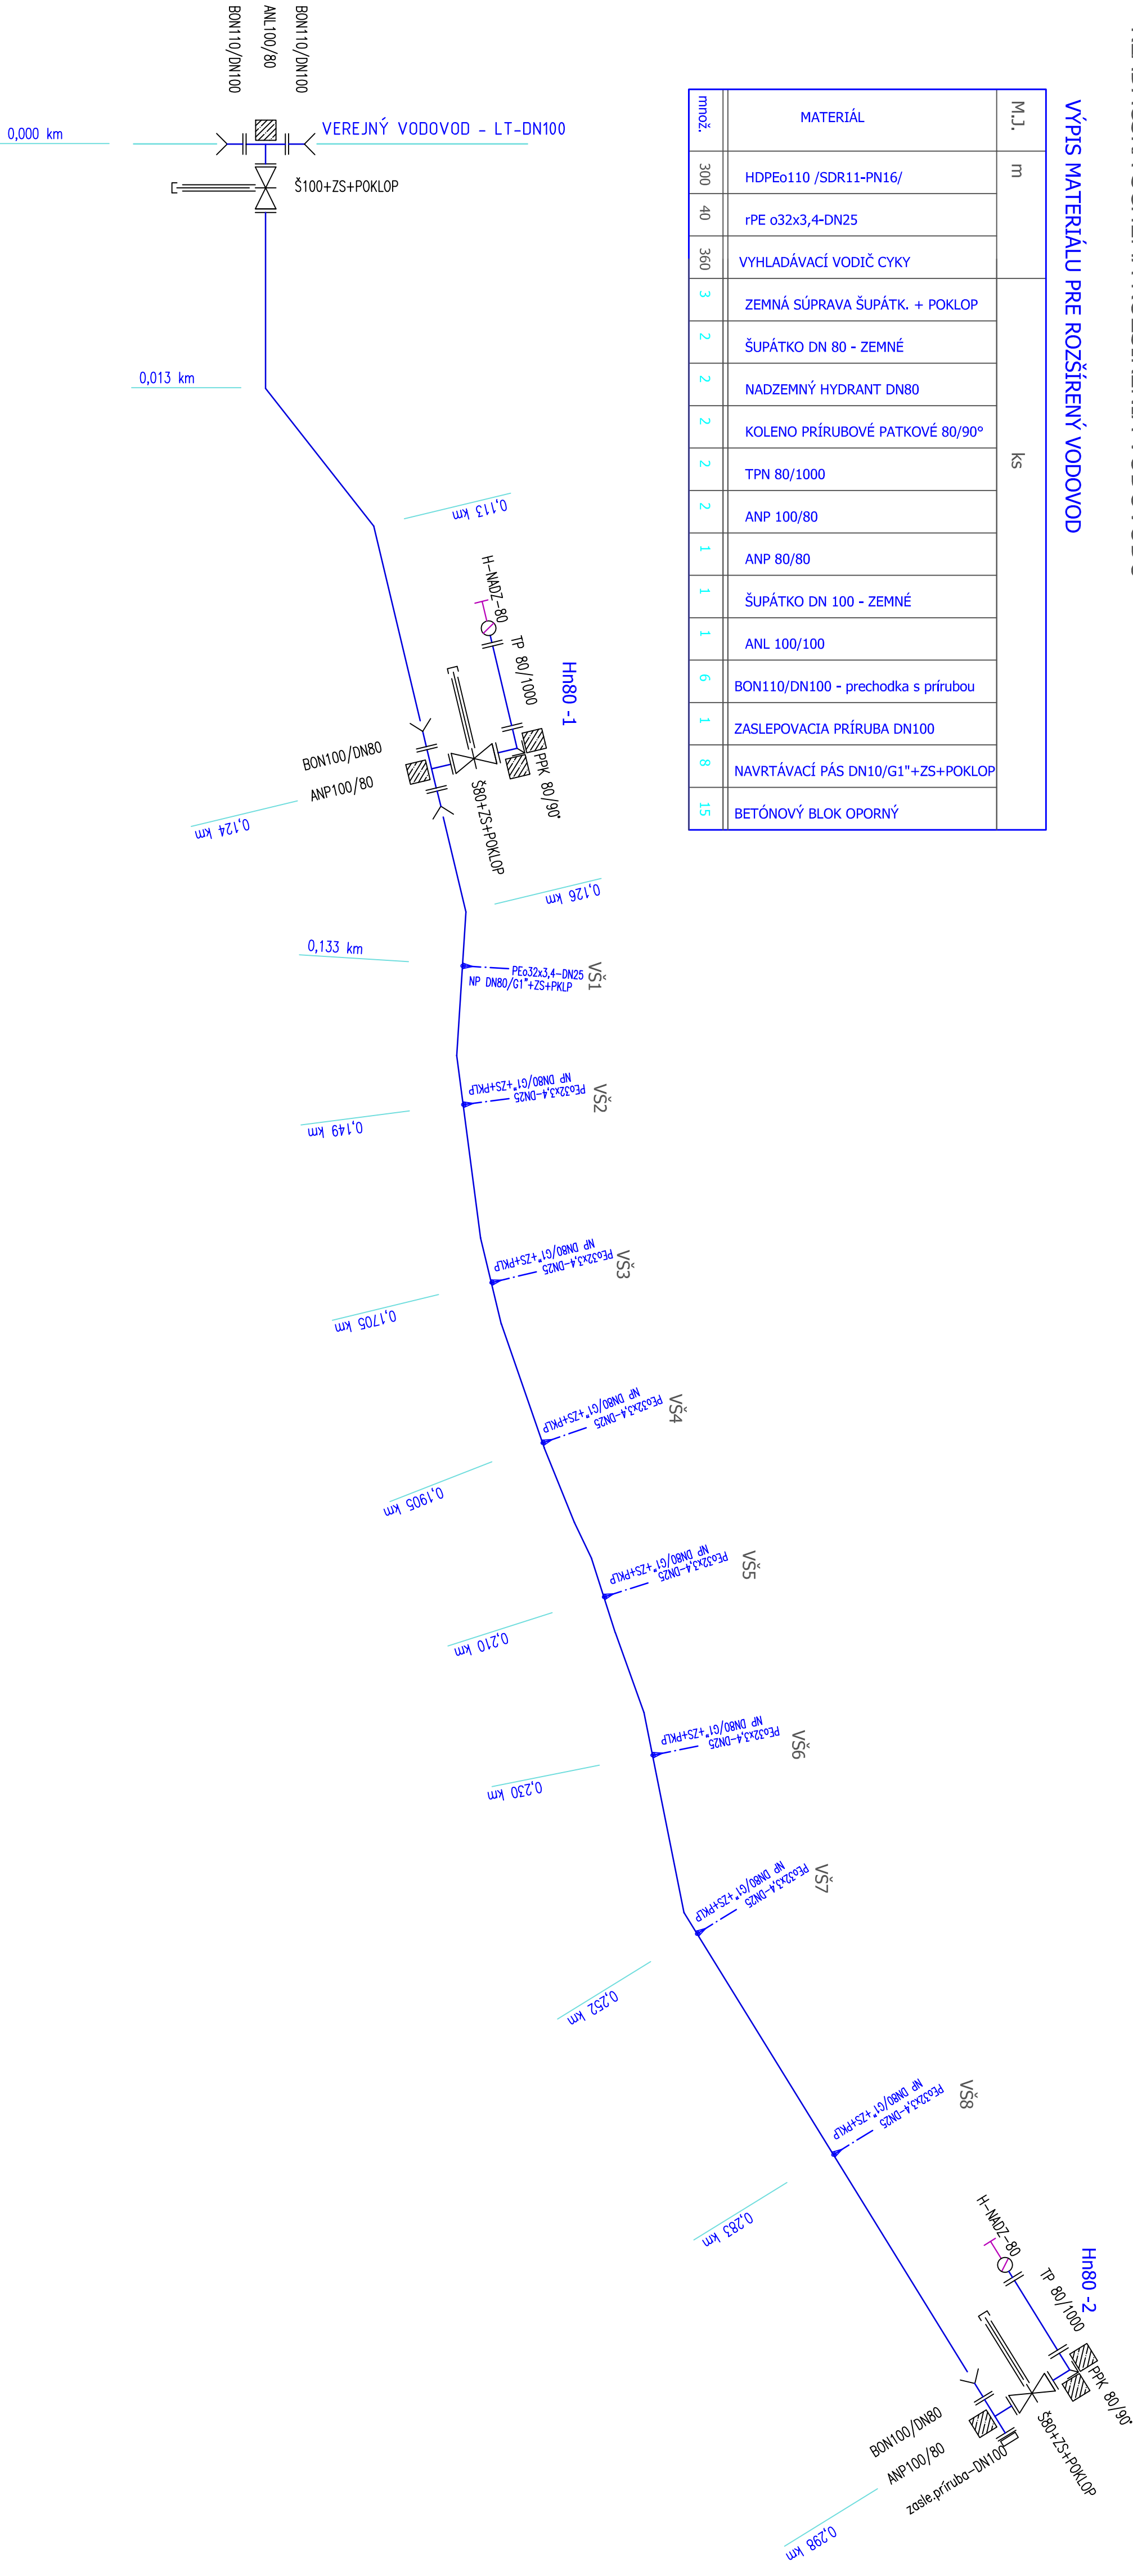 VÝPIS MATERIÁLU PRE ROZŠÍRENÝ VODOVOD
M.J.
MATERIÁL
množ.
m
ks
HDPEo110 /SDR11-PN16/
300
rPE o32x3,4-DN25
40
VYHLADÁVACÍ VODIČ CYKY
360
ZEMNÁ SÚPRAVA ŠUPÁTK. + POKLOP
3
ŠUPÁTKO DN 80 - ZEMNÉ
2
NADZEMNÝ HYDRANT DN80
2
KOLENO PRÍRUBOVÉ PATKOVÉ 80/90°
2
TPN 80/1000
2
ANP 100/80
2
ANP 80/80
1
ŠUPÁTKO DN 100 - ZEMNÉ
1
ANL 100/100
1
BON110/DN100 - prechodka s prírubou
6
ZASLEPOVACIA PRÍRUBA DN100
1
NAVRTÁVACÍ PÁS DN10/G1"+ZS+POKLOP
8
BETÓNOVÝ BLOK OPORNÝ
15
BON110/DN100
ANL100/80
BON110/DN100
0,000 km
VEREJNÝ VODOVOD - LT-DN100
Š100+ZS+POKLOP
0,013 km
0,113 km
H-NADZ-80
TP 80/1000
Hn80 -1
PPK 80/90°
Š80+ZS+POKLOP
BON100/DN80
ANP100/80
0,124 km
0,126 km
0,133 km
PEo32x3,4-DN25
NP DN80/G1"+ZS+PKLP
VŠ1
NP DN80/G1"+ZS+PKLP
PEo32x3,4-DN25
VŠ2
0,149 km
NP DN80/G1"+ZS+PKLP
PEo32x3,4-DN25
VŠ3
0,1705 km
NP DN80/G1"+ZS+PKLP
PEo32x3,4-DN25
VŠ4
0,1905 km
NP DN80/G1"+ZS+PKLP
PEo32x3,4-DN25
VŠ5
0,210 km
NP DN80/G1"+ZS+PKLP
PEo32x3,4-DN25
VŠ6
0,230 km
NP DN80/G1"+ZS+PKLP
PEo32x3,4-DN25
VŠ7
0,252 km
NP DN80/G1"+ZS+PKLP
PEo32x3,4-DN25
VŠ8
0,283 km
H-NADZ-80
TP 80/1000
Hn80 -2
PPK 80/90°
Š80+ZS+POKLOP
BON100/DN80
ANP100/80
zasle.príruba-DN100
0,298 km